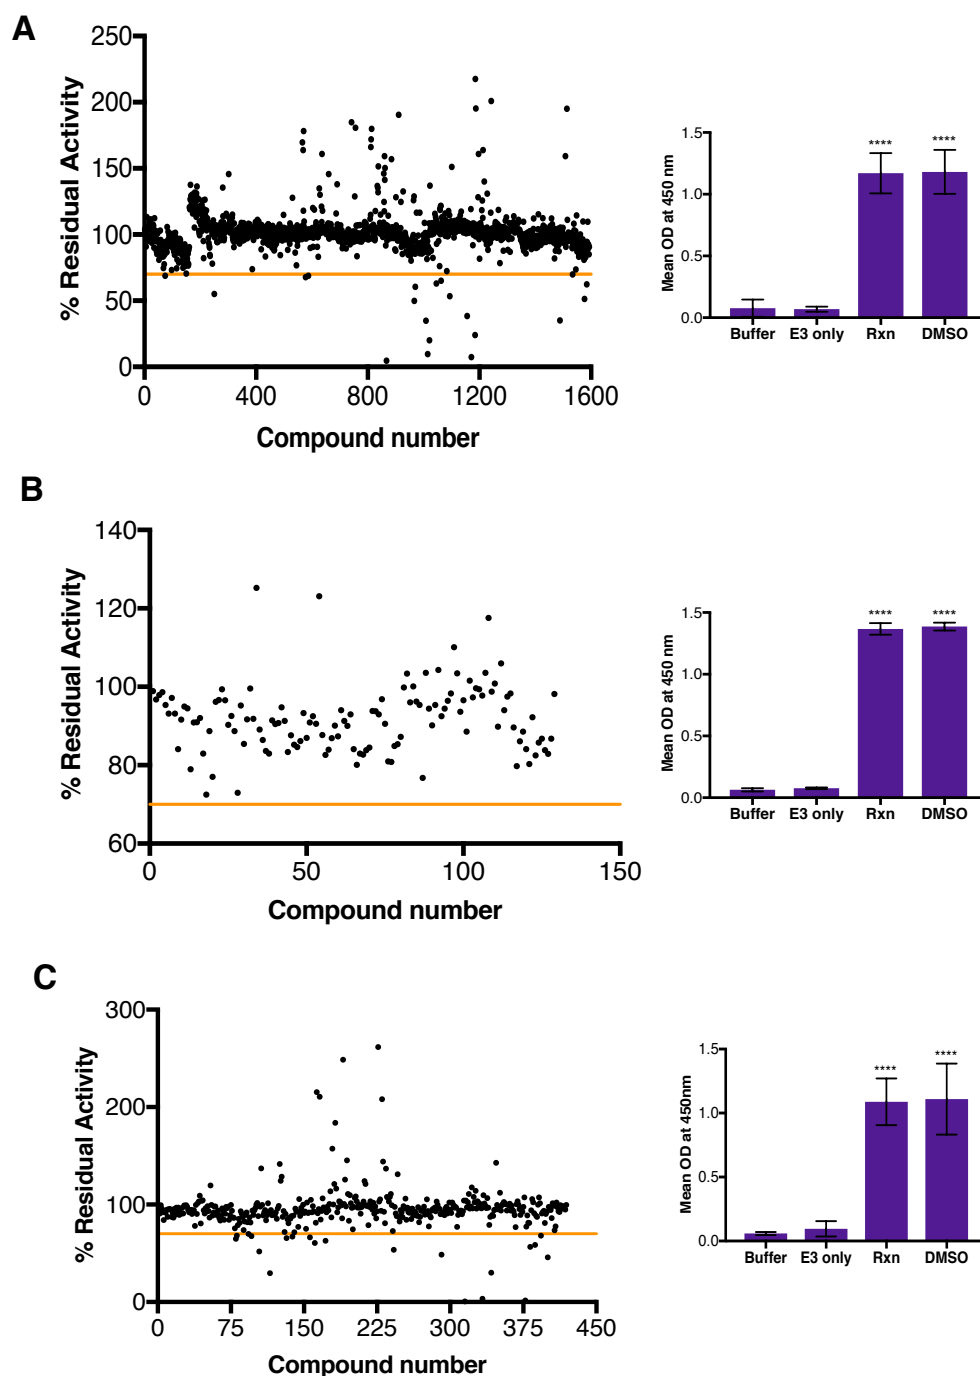 A
250
200
150
100
50
0
% Residual Activity
0 400 800 1200 1600
Compound number
1.5
1.0
0.5
0.0
Mean OD at 450 nm
**** ****
Buffer E3 only Rxn DMSO
B
140
120
100
80
60
% Residual Activity
0 50 100 150
Compound number
1.5
1.0
0.5
0.0
Mean OD at 450 nm
**** ****
Buffer E3 only Rxn DMSO
C
300
200
100
0
% Residual Activity
0 75 150 225 300 375 450
Compound number
1.5
1.0
0.5
0.0
Mean OD at 450nm
**** ****
Buffer E3 only Rxn DMSO